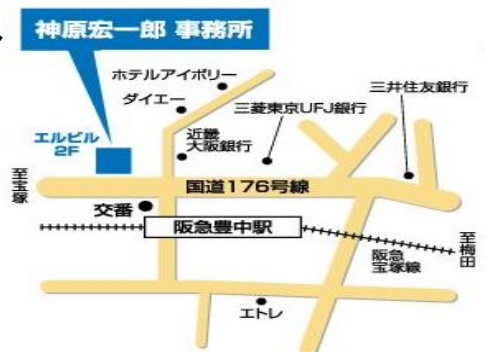 神原宏一郎 事務所
ホテルアイボリー
ダイエー
三井住友銀行
三菱東京UFJ銀行
近畿
大阪銀行
エルビル
2F
至宝塚
国道176号線
交番
阪急豊中駅
至梅田
阪急
宝塚線
エトレ